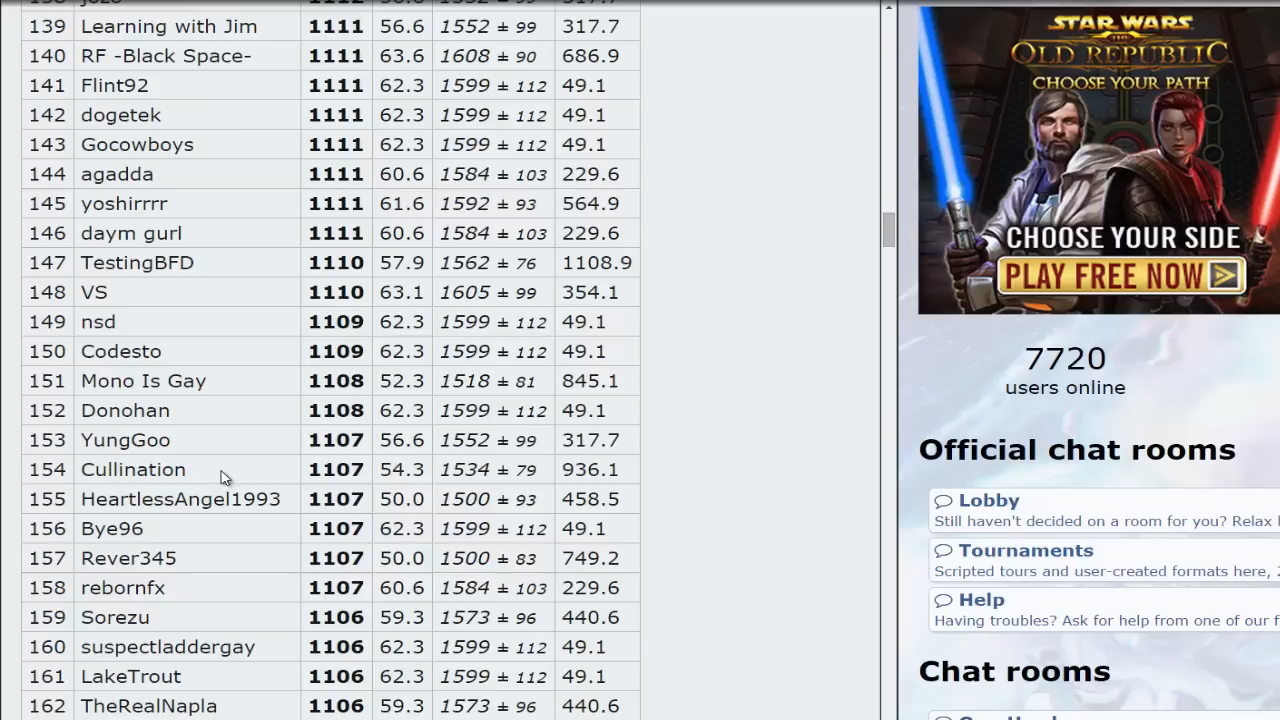 139 Learning with Jim 1111 56.6 1552 ± 99 317.7
140 RF -Black Space- 1111 63.6 1608 ± 90 686.9
141 Flint92 1111 62.3 1599 ± 112 49.1
142 dogetek 1111 62.3 1599 ± 112 49.1
143 Gocowboys 1111 62.3 1599 ± 112 49.1
144 agadda 1111 60.6 1584 ± 103 229.6
145 yoshirrrr 1111 61.6 1592 ± 93 564.9
146 daym gurl 1111 60.6 1584 ± 103 229.6
147 TestingBFD 1110 57.9 1562 ± 76 1108.9
148 VS 1110 63.1 1605 ± 99 354.1
149 nsd 1109 62.3 1599 ± 112 49.1
150 Codesto 1109 62.3 1599 ± 112 49.1
151 Mono Is Gay 1108 52.3 1518 ± 81 845.1
152 Donohan 1108 62.3 1599 ± 112 49.1
153 YungGoo 1107 56.6 1552 ± 99 317.7
154 Cullination 1107 54.3 1534 ± 79 936.1
155 HeartlessAngel1993 1107 50.0 1500 ± 93 458.5
156 Bye96 1107 62.3 1599 ± 112 49.1
157 Rever345 1107 50.0 1500 ± 83 749.2
158 rebornfx 1107 60.6 1584 ± 103 229.6
159 Sorezu 1106 59.3 1573 ± 96 440.6
160 suspectladdergay 1106 62.3 1599 ± 112 49.1
161 LakeTrout 1106 62.3 1599 ± 112 49.1
162 TheRealNapla 1106 59.3 1573 ± 96 440.6
STAR WARS
THE
OLD REPUBLIC
CHOOSE YOUR PATH
CHOOSE YOUR SIDE
PLAY FREE NOW
7720
users online
Official chat rooms
Lobby
Still haven't decided on a room for you? Relax
Tournaments
Scripted tours and user-created formats here,
Help
Having troubles? Ask for help from one of our
Chat rooms